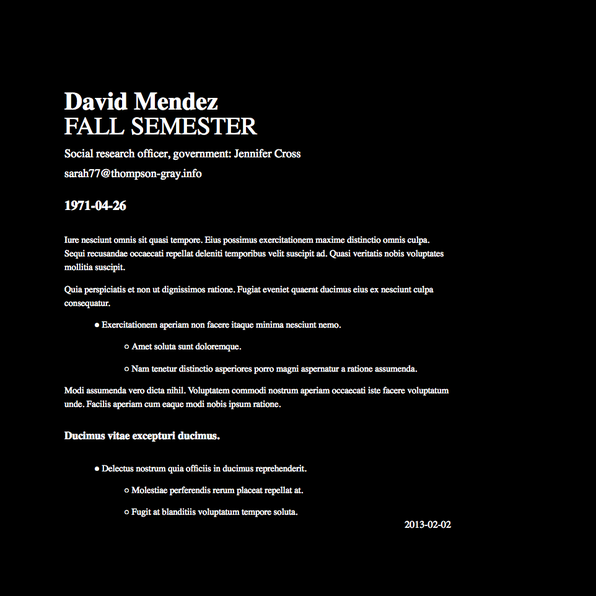 David Mendez
FALL SEMESTER
Social research officer, government: Jennifer Cross
sarah77@thompson-gray.info
1971-04-26
Iure nesciunt omnis sit quasi tempore. Eius possimus exercitationem maxime distinctio omnis culpa.
Sequi recusandae occaecati repellat deleniti temporibus velit suscipit ad. Quasi veritatis nobis voluptates
mollitia suscipit.
Quia perspiciatis et non ut dignissimos ratione. Fugiat eveniet quaerat ducimus eius ex nesciunt culpa
consequatur.
● Exercitationem aperiam non facere itaque minima nesciunt nemo.
○ Amet soluta sunt doloremque.
○ Nam tenetur distinctio asperiores porro magni aspernatur a ratione assumenda.
Modi assumenda vero dicta nihil. Voluptatem commodi nostrum aperiam occaecati iste facere voluptatum
unde. Facilis aperiam cum eaque modi nobis ipsum ratione.
Ducimus vitae excepturi ducimus.
● Delectus nostrum quia officiis in ducimus reprehenderit.
○ Molestiae perferendis rerum placeat repellat at.
○ Fugit at blanditiis voluptatum tempore soluta.
2013-02-02